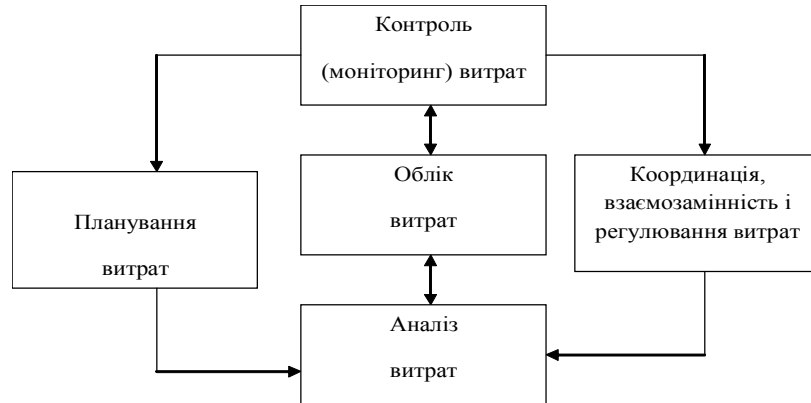 Контроль
(моніторинг) витрат
Планування
витрат
Облік
витрат
Координація,
взаємозамінність і
регулювання витрат
Аналіз
витрат